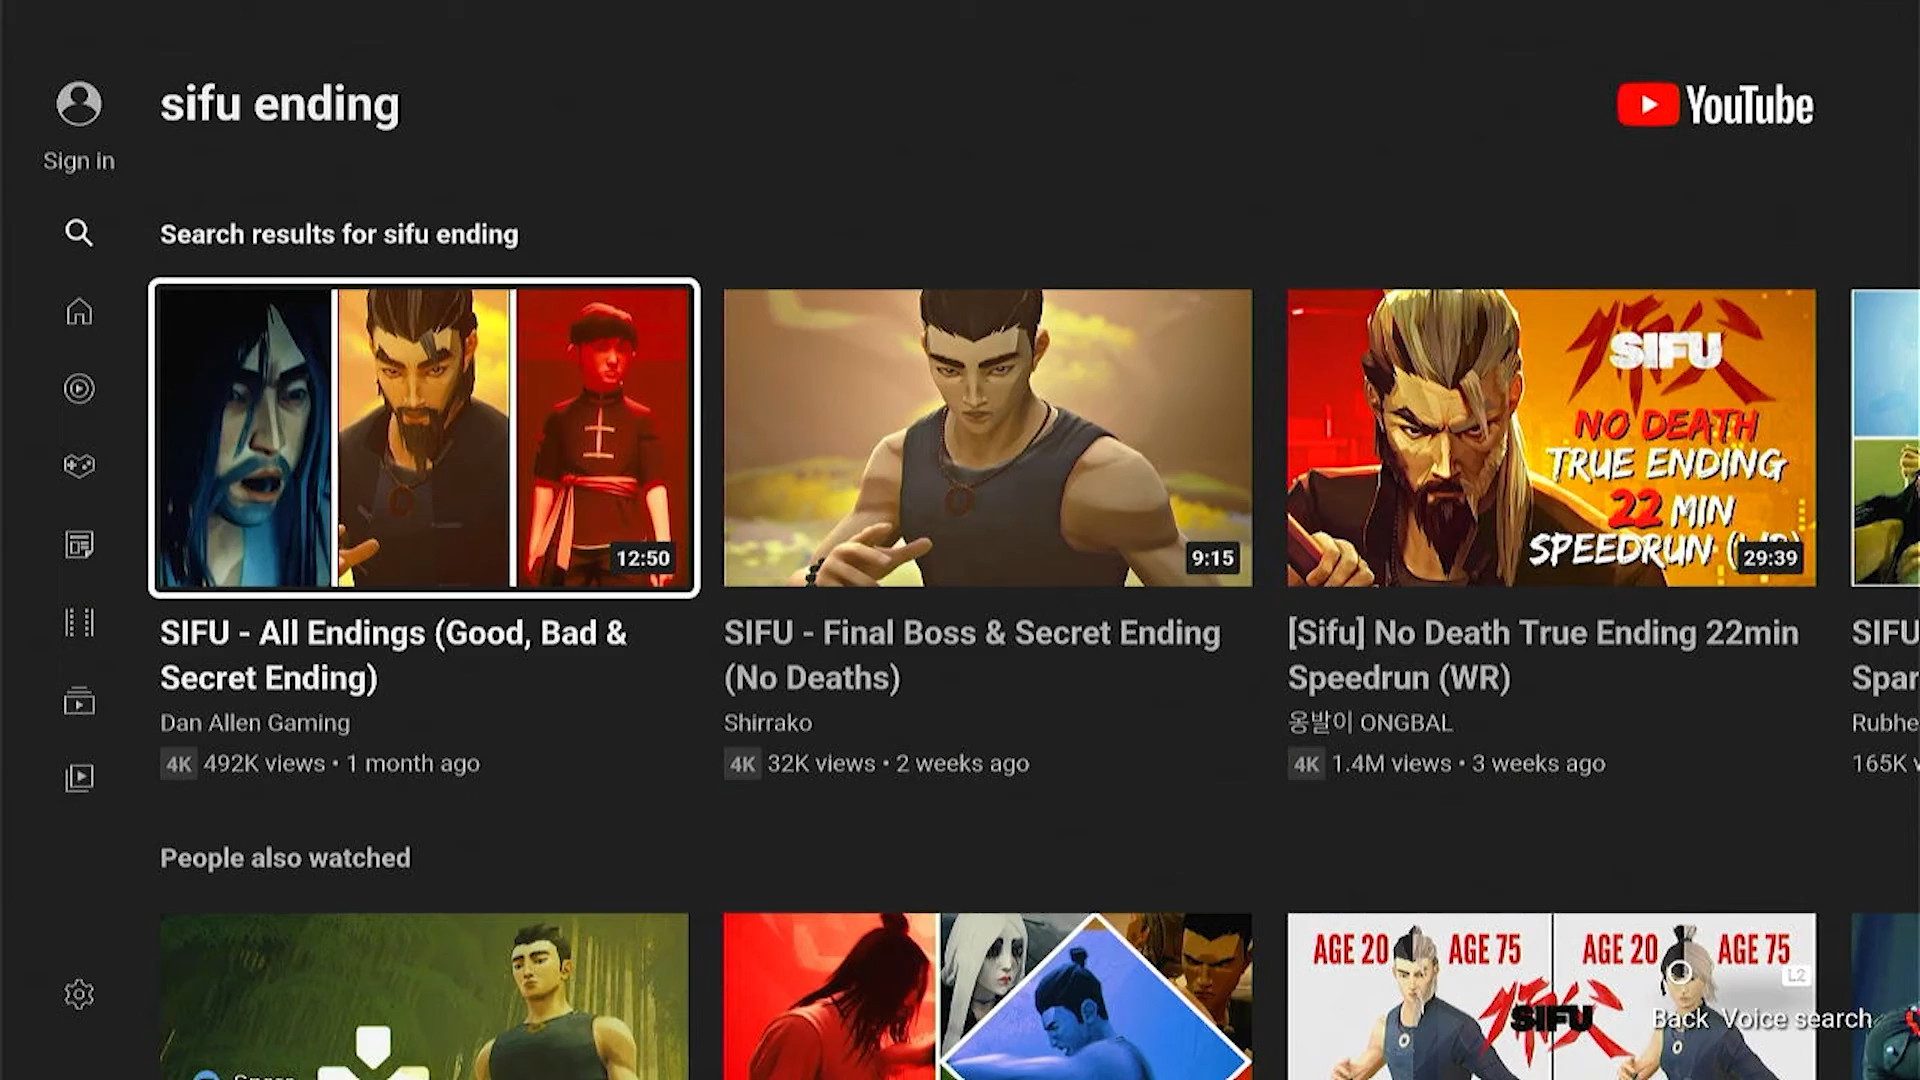 sifu ending
YouTube
Sign in
Search results for sifu ending
12:50
9:15
SIFU
NO DEATH
TRUE ENDING
22 MIN
SPEEDRUN
29:39
SIFU - All Endings (Good, Bad &
Secret Ending)
Dan Allen Gaming
4K 492K views • 1 month ago
SIFU - Final Boss & Secret Ending
(No Deaths)
Shirrako
4K 32K views • 2 weeks ago
[Sifu] No Death True Ending 22min
Speedrun (WR)
옹발이 ONGBAL
4K 1.4M views • 3 weeks ago
SIFU
Spar
Rubhe
165K v
People also watched
AGE 20 AGE 75 AGE 20 AGE 75
SIFU
L2
Back Voice search